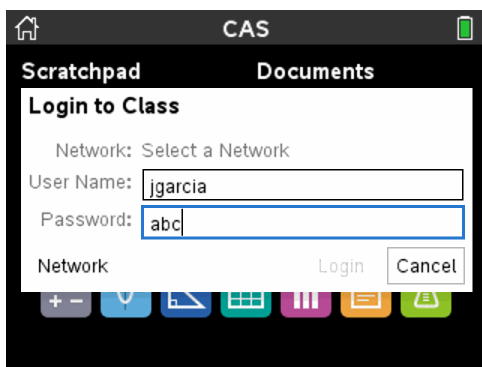 CAS
Scratchpad Documents
Login to Class
Network: Select a Network
User Name: jgarcia
Password: abc
Network Login Cancel